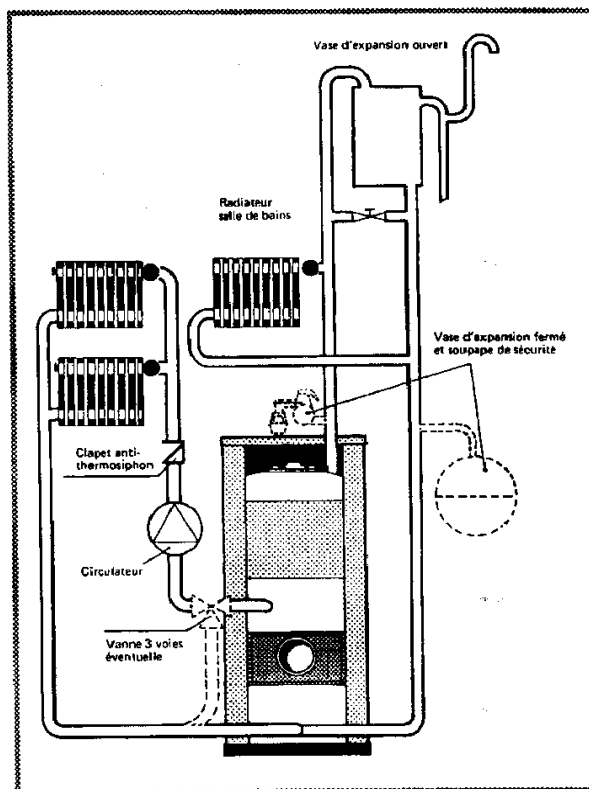 Vase d'expansion ouvert
Radiateur
salle de bains
Vase d'expansion fermé
et soupape de sécurité
Clapet anti-
thermosiphon
Circulateur
Vanne 3 voies
éventuelle